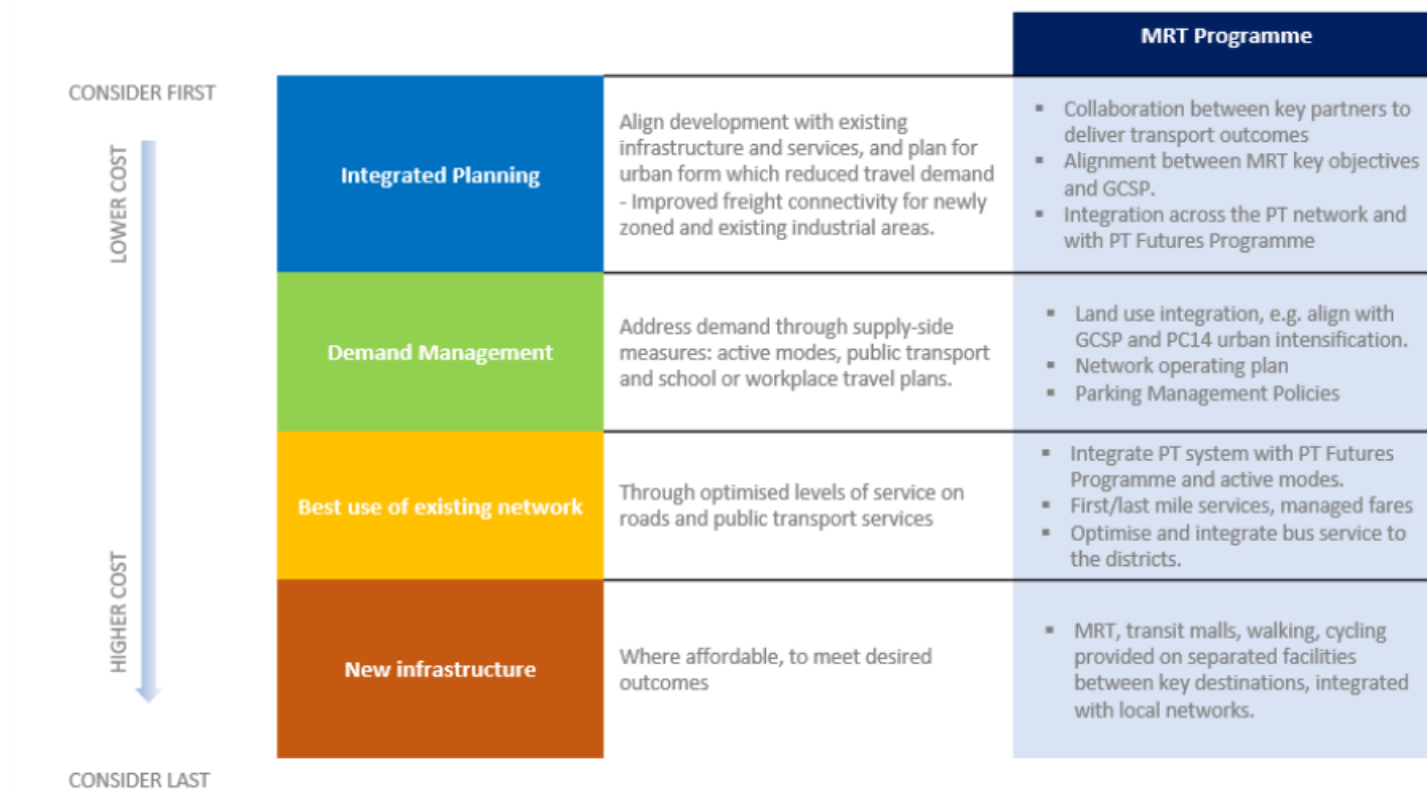 MRT Programme
CONSIDER FIRST
LOWER COST
HIGHER COST
CONSIDER LAST
Integrated Planning
Align development with existing
infrastructure and services, and plan for
urban form which reduced travel demand
- Improved freight connectivity for newly
zoned and existing industrial areas.
▪ Collaboration between key partners to
deliver transport outcomes
▪ Alignment between MRT key objectives
and GCSP.
▪ Integration across the PT network and
with PT Futures Programme
Demand Management
Address demand through supply-side
measures: active modes, public transport
and school or workplace travel plans.
▪ Land use integration, e.g. align with
GCSP and PC14 urban intensification.
▪ Network operating plan
▪ Parking Management Policies
Best use of existing network
Through optimised levels of service on
roads and public transport services
▪ Integrate PT system with PT Futures
Programme and active modes.
▪ First/last mile services, managed fares
▪ Optimise and integrate bus service to
the districts.
New infrastructure
Where affordable, to meet desired
outcomes
▪ MRT, transit malls, walking, cycling
provided on separated facilities
between key destinations, integrated
with local networks.